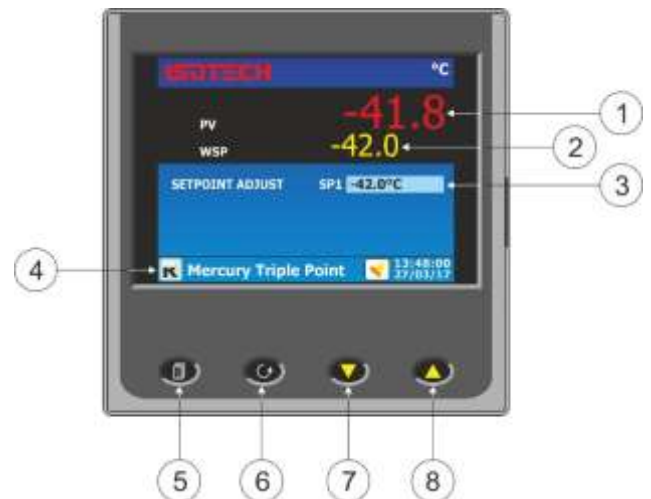 ISOTECH °C
PV -41.8
WSP -42.0
SETPOINT ADJUST SP1 -42.0°C
Mercury Triple Point 13:48:00
27/03/17
1
2
3
4
5
6
7
8